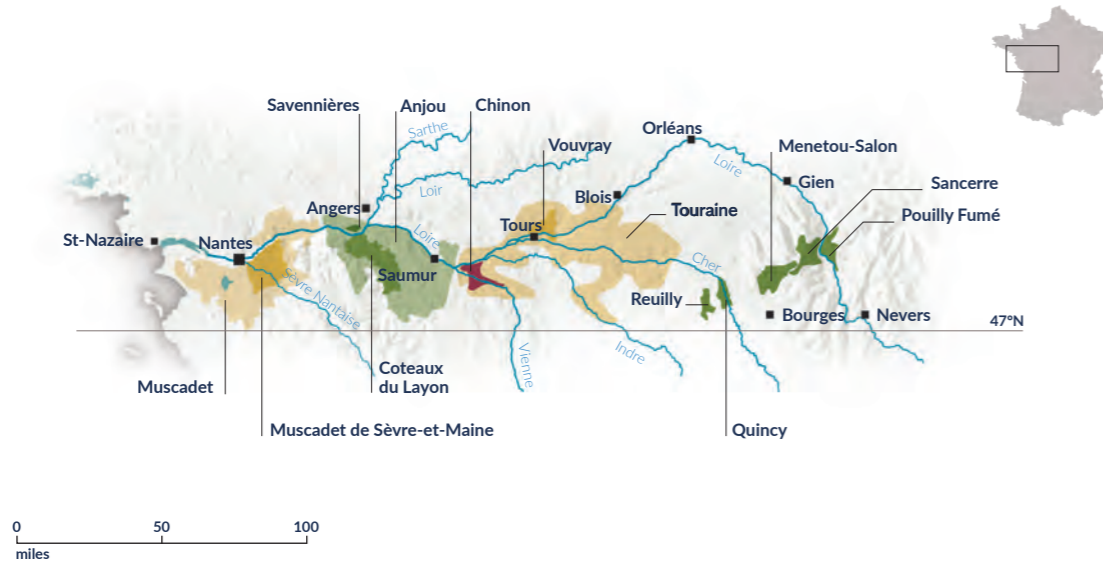 Savennières
Anjou
Chinon
Sarthe
Vouvray
Orléans
Menetou-Salon
Loire
Loir
Gien
Sancerre
Blois
Angers
Touraine
Pouilly Fumé
Tours
St-Nazaire
Nantes
Loire
Cher
Saumur
Sèvre Nantaise
Reuilly
Bourges
Nevers
47°N
Indre
Vienne
Muscadet
Coteaux
du Layon
Muscadet de Sèvre-et-Maine
Quincy
0 50 100
miles